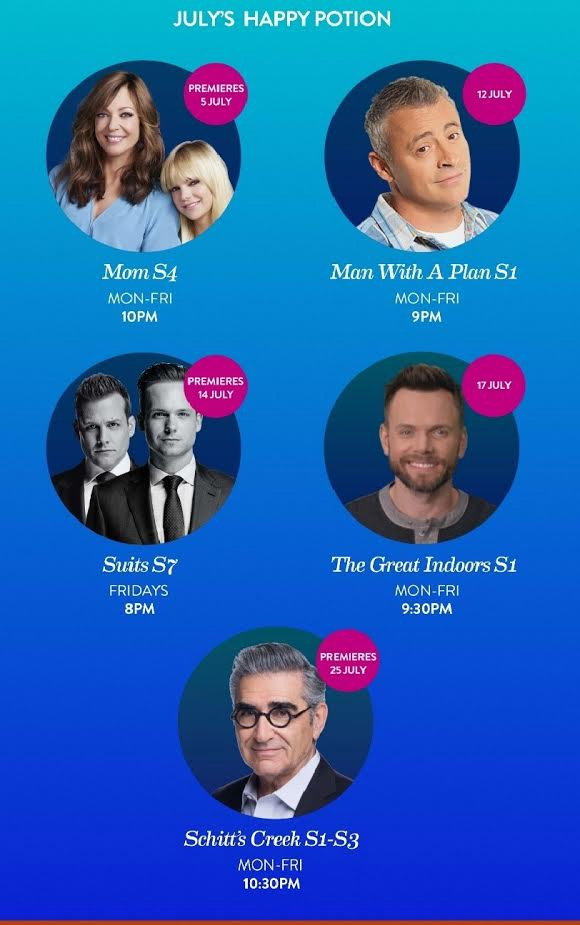 JULY'S HAPPY POTION
PREMIERES
5 JULY
Mom S4
MON-FRI
10PM
12 JULY
Man With A Plan S1
MON-FRI
9PM
PREMIERES
14 JULY
Suits S7
FRIDAYS
8PM
17 JULY
The Great Indoors S1
MON-FRI
9:30PM
PREMIERES
25 JULY
Schitt's Creek S1-S3
MON-FRI
10:30PM